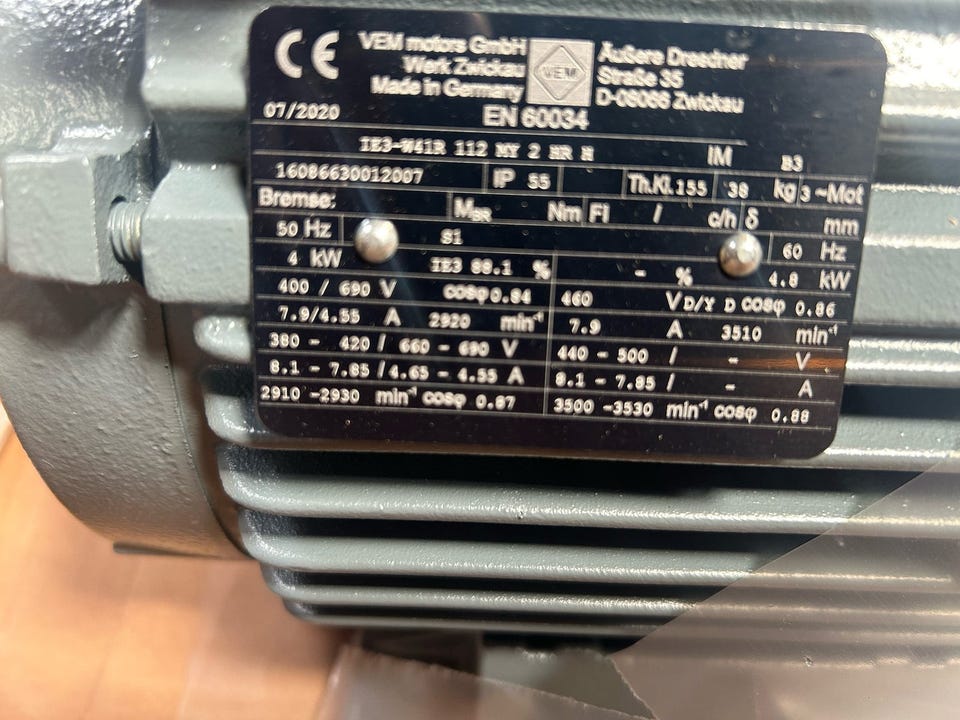 CE VEM motors GmbH VEM Äußere Dresdner
Werk Zwickau Straße 35
Made in Germany D-08066 Zwickau
07/2020 EN 60034
IE3-W41R 112 MY 2 HR H IM B3
16086630012007 IP 55 Th.Kl.155 38 kg 3 ~Mot
Bremse: MBR Nm Fl / c/h δ mm
50 Hz S1 60 Hz
4 kW IE3 88.1 % - % 4.8 kW
400 / 690 V cosφ 0.84 460 V D/Y D cosφ 0.86
7.9/4.55 A 2920 min-1 7.9 A 3510 min-1
380 - 420 / 660 - 690 V 440 - 500 / - V
8.1 - 7.85 / 4.65 - 4.55 A 8.1 - 7.85 / - A
2910 -2930 min-1 cosφ 0.87 3500 -3530 min-1 cosφ 0.88